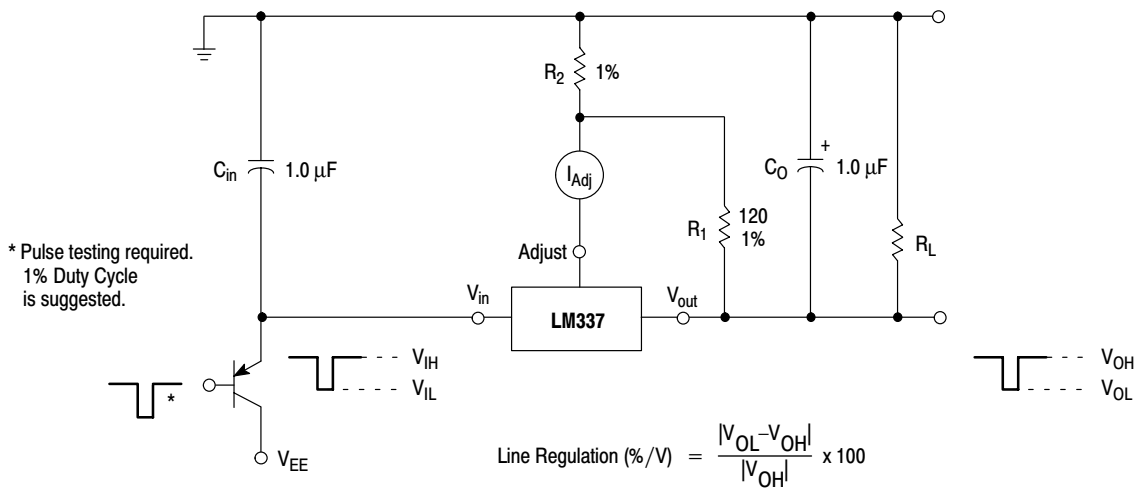 R2 1%
Cin 1.0 µF
IAdj
CO + 1.0 µF
* Pulse testing required.
1% Duty Cycle
is suggested.
R1 120
1%
RL
Adjust
Vin
LM337
Vout
VIH
VIL
*
VEE
VOH
VOL
Line Regulation (%/V) = |VOL–VOH| / |VOH| x 100